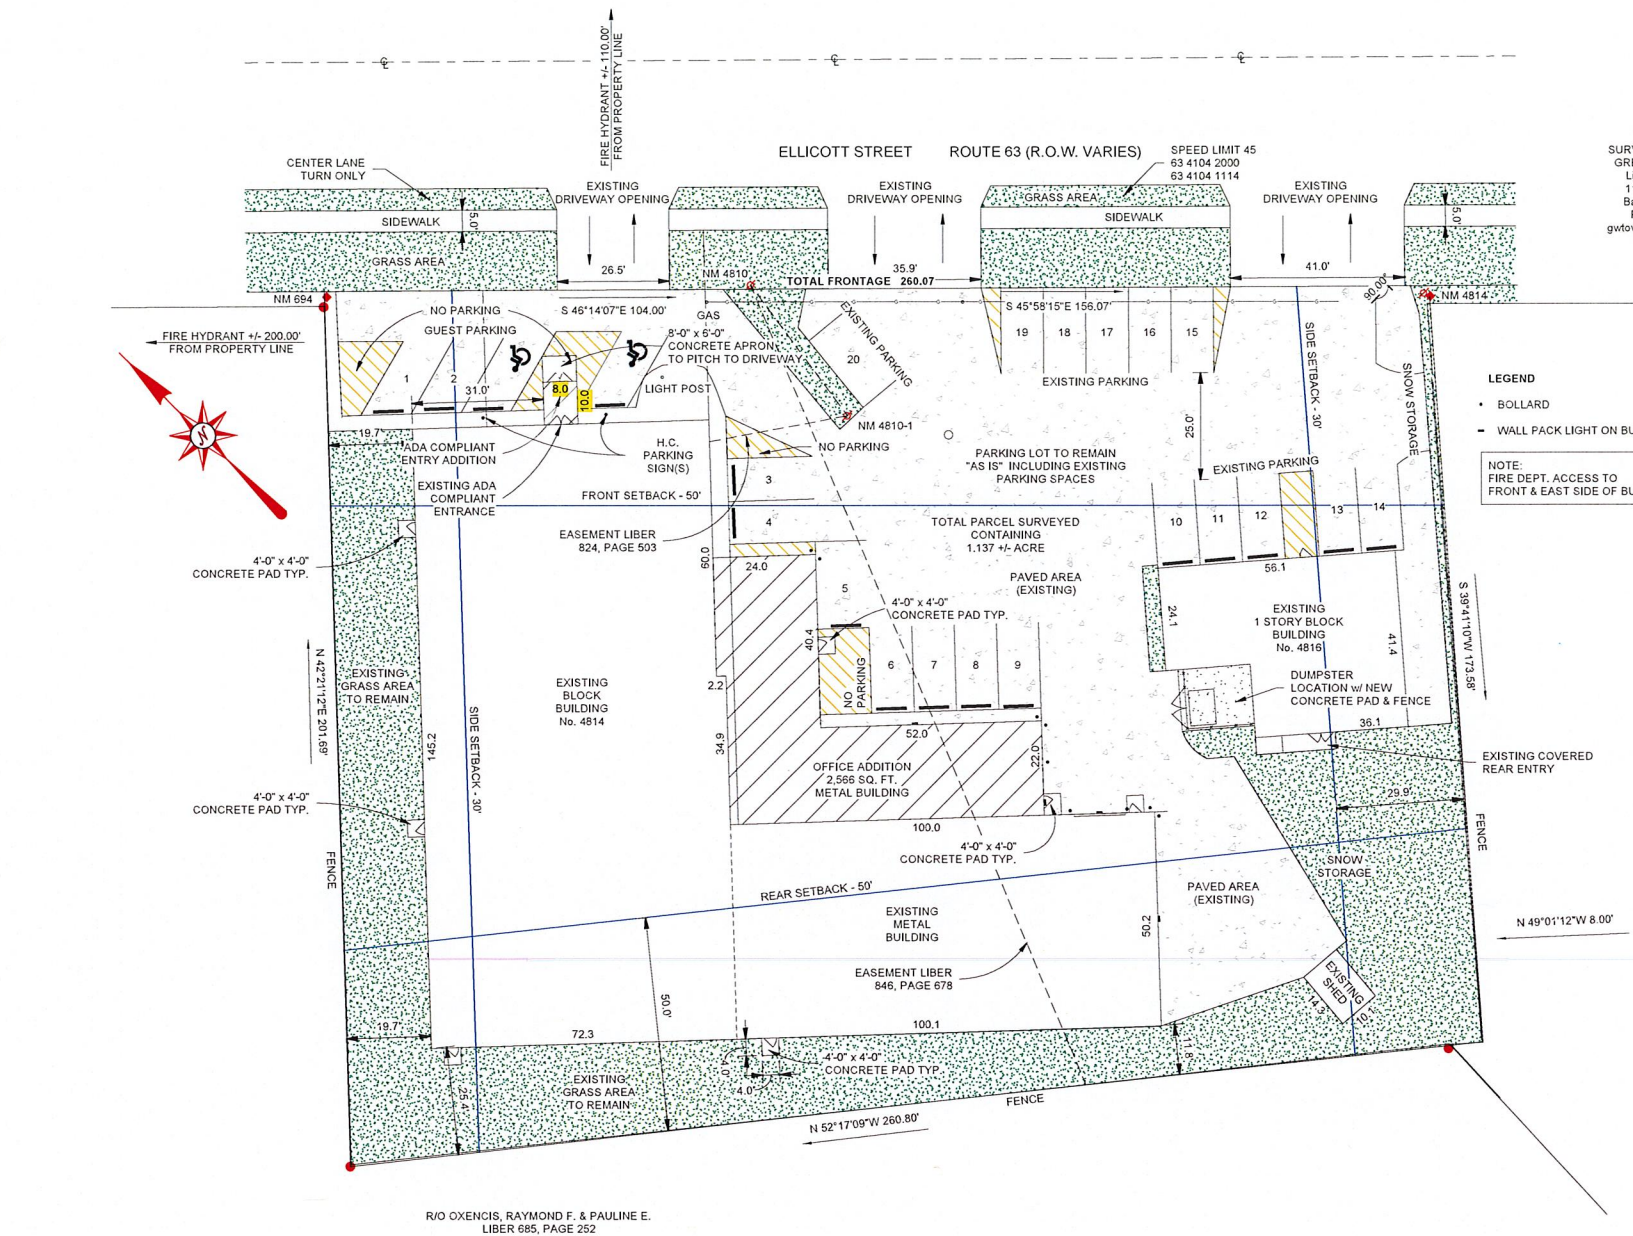 ℄
℄
℄
FIRE HYDRANT +/- 110.00'
FROM PROPERTY LINE
ELLICOTT STREET
ROUTE 63 (R.O.W. VARIES)
SPEED LIMIT 45
63 4104 2000
63 4104 1114
CENTER LANE
TURN ONLY
EXISTING
DRIVEWAY OPENING
EXISTING
DRIVEWAY OPENING
EXISTING
DRIVEWAY OPENING
SIDEWALK
5.0'
GRASS AREA
SIDEWALK
5.0'
GRASS AREA
26.5'
NM 4810
35.9'
TOTAL FRONTAGE 260.07
41.0'
90.00°
NM 4814
NM 694
S 46°14'07"E 104.00'
S 45°58'15"E 156.07'
FIRE HYDRANT +/- 200.00'
FROM PROPERTY LINE
N
NO PARKING
GUEST PARKING
GAS
8'-0" x 6'-0"
CONCRETE APRON
TO PITCH TO DRIVEWAY
LIGHT POST
1
2
31.0'
8.0
10.0
EXISTING PARKING
20
19
18
17
16
15
EXISTING PARKING
SIDE SETBACK - 30'
SNOW STORAGE
25.0'
LEGEND
BOLLARD
WALL PACK LIGHT ON BU
NOTE:
FIRE DEPT. ACCESS TO
FRONT & EAST SIDE OF BU
SUR
GRE
gwtov
19.7'
ADA COMPLIANT
ENTRY ADDITION
H.C.
PARKING
SIGN(S)
EXISTING ADA
COMPLIANT
ENTRANCE
NM 4810-1
NO PARKING
PARKING LOT TO REMAIN
"AS IS" INCLUDING EXISTING
PARKING SPACES
EXISTING PARKING
3
4
FRONT SETBACK - 50'
EASEMENT LIBER
824, PAGE 503
TOTAL PARCEL SURVEYED
CONTAINING
1.137 +/- ACRE
10
11
12
13
14
4'-0" x 4'-0"
CONCRETE PAD TYP.
60.0
24.0
5
PAVED AREA
(EXISTING)
4'-0" x 4'-0"
CONCRETE PAD TYP.
56.1
24.1
EXISTING
1 STORY BLOCK
BUILDING
No. 4816
41.4
S 39°41'10"W 173.58'
40.4
NO
PARKING
6
7
8
9
N 42°21'12"E 201.69'
EXISTING
GRASS AREA
TO REMAIN
EXISTING
BLOCK
BUILDING
No. 4814
2.2
34.9
DUMPSTER
LOCATION w/ NEW
CONCRETE PAD & FENCE
36.1
52.0
22.0
145.2
SIDE SETBACK - 30'
OFFICE ADDITION
2,566 SQ. FT.
METAL BUILDING
EXISTING COVERED
REAR ENTRY
4'-0" x 4'-0"
CONCRETE PAD TYP.
29.9'
100.0
4'-0" x 4'-0"
CONCRETE PAD TYP.
FENCE
FENCE
SNOW
STORAGE
REAR SETBACK - 50'
PAVED AREA
(EXISTING)
EXISTING
METAL
BUILDING
50.2
N 49°01'12"W 8.00'
EASEMENT LIBER
846, PAGE 678
EXISTING
SHED
14.3
50.0'
19.7'
72.3
100.1
11.8'
4'-0" x 4'-0"
CONCRETE PAD TYP.
4.0'
25.4'
EXISTING
GRASS AREA
TO REMAIN
FENCE
N 52°17'09"W 260.80'
R/O OXENCIS, RAYMOND F. & PAULINE E.
LIBER 685, PAGE 252